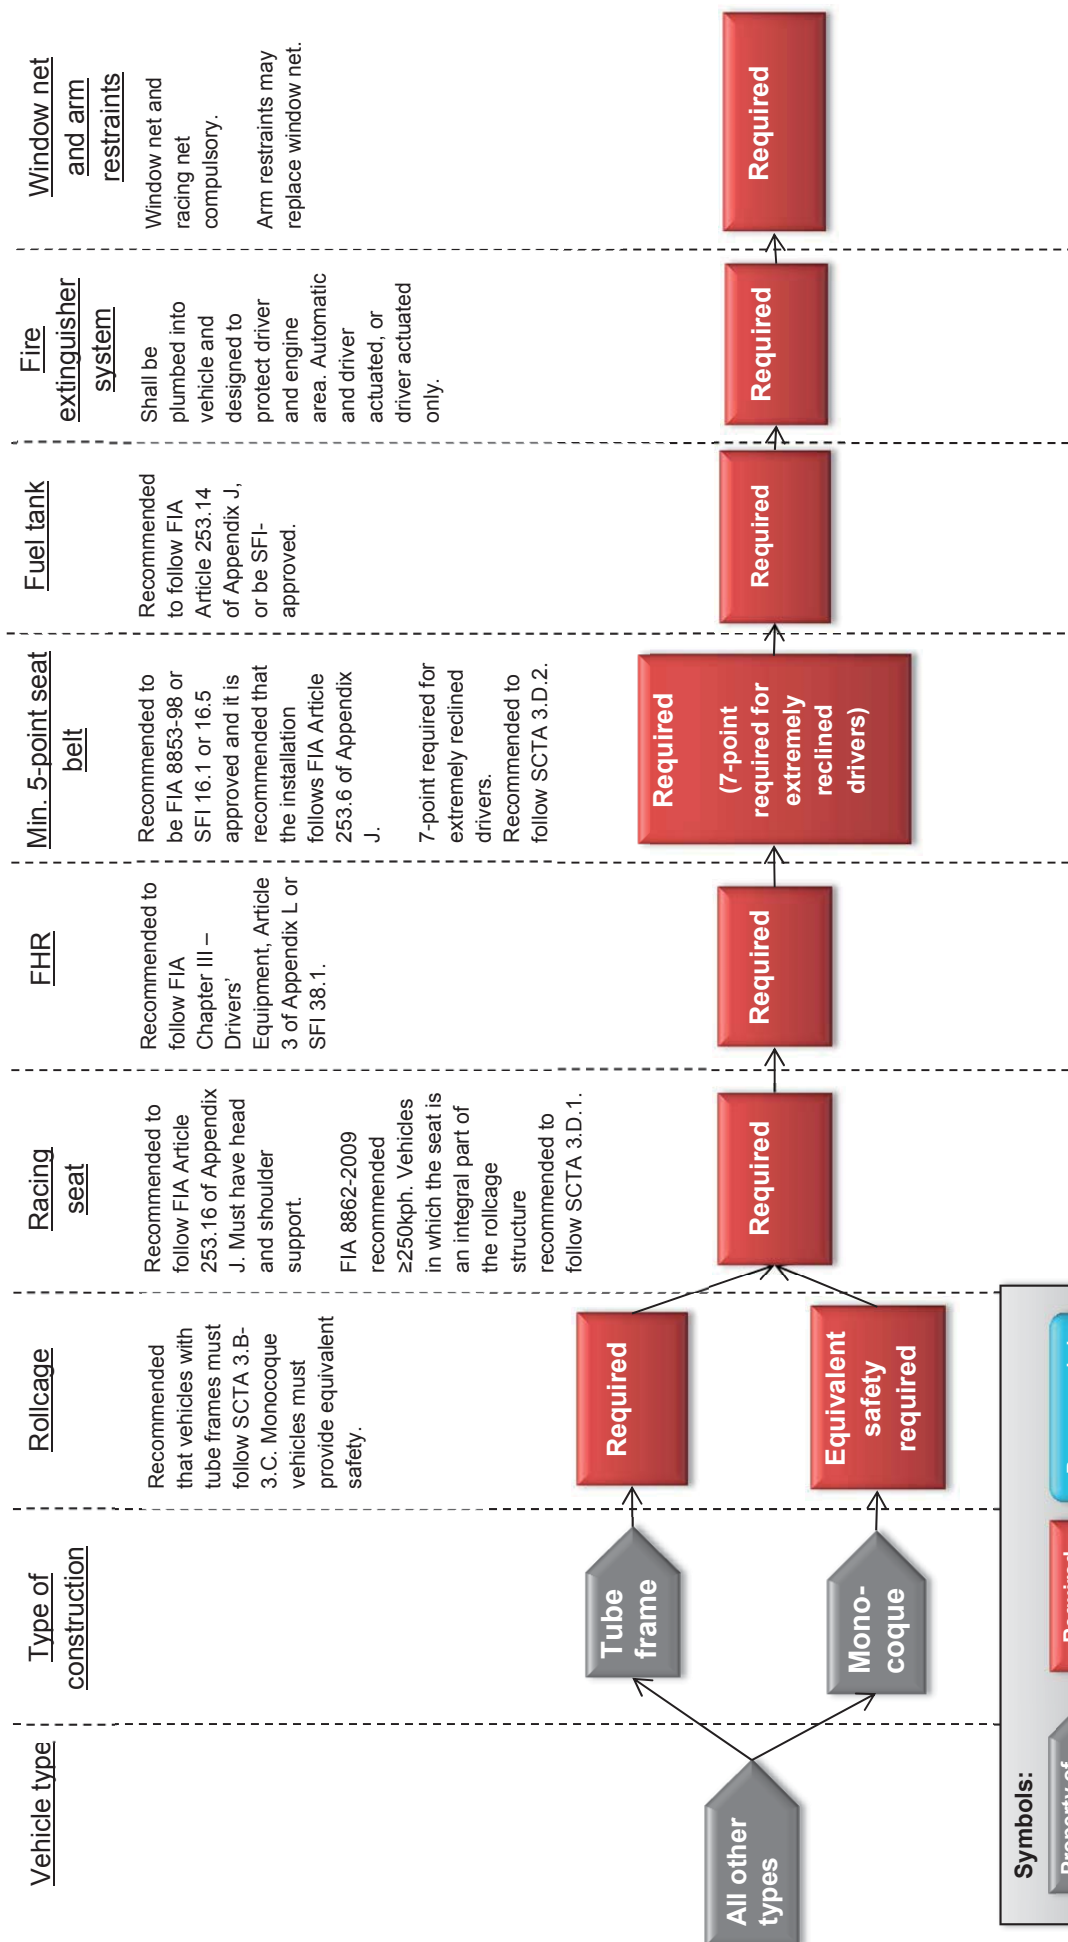 Vehicle type
Type of
construction
Rollcage
Recommended
that vehicles with
tube frames must
follow SCTA 3.B-
3.C. Monocoque
vehicles must
provide equivalent
safety.
Racing
seat
Recommended to
follow FIA Article
253.16 of Appendix
J. Must have head
and shoulder
support.
FIA 8862-2009
recommended
≥250kph. Vehicles
in which the seat is
an integral part of
the rollcage
structure
recommended to
follow SCTA 3.D.1.
FHR
Recommended to
follow FIA
Chapter III –
Drivers’
Equipment, Article
3 of Appendix L or
SFI 38.1.
Min. 5-point seat
belt
Recommended to
be FIA 8853-98 or
SFI 16.1 or 16.5
approved and it is
recommended that
the installation
follows FIA Article
253.6 of Appendix
J.
7-point required for
extremely reclined
drivers.
Recommended to
follow SCTA 3.D.2.
Fuel tank
Recommended
to follow FIA
Article 253.14
of Appendix J,
or be SFI-
approved.
Fire
extinguisher
system
Shall be
plumbed into
vehicle and
designed to
protect driver
and engine
area. Automatic
and driver
actuated, or
driver actuated
only.
Window net
and arm
restraints
Window net and
racing net
compulsory.
Arm restraints may
replace window net.
All other
types
Tube
frame
Mono-
coque
Required
Equivalent
safety
required
Required
Required
Required
(7-point
required for
extremely
reclined
drivers)
Required
Required
Required
Symbols:
Property of
Required